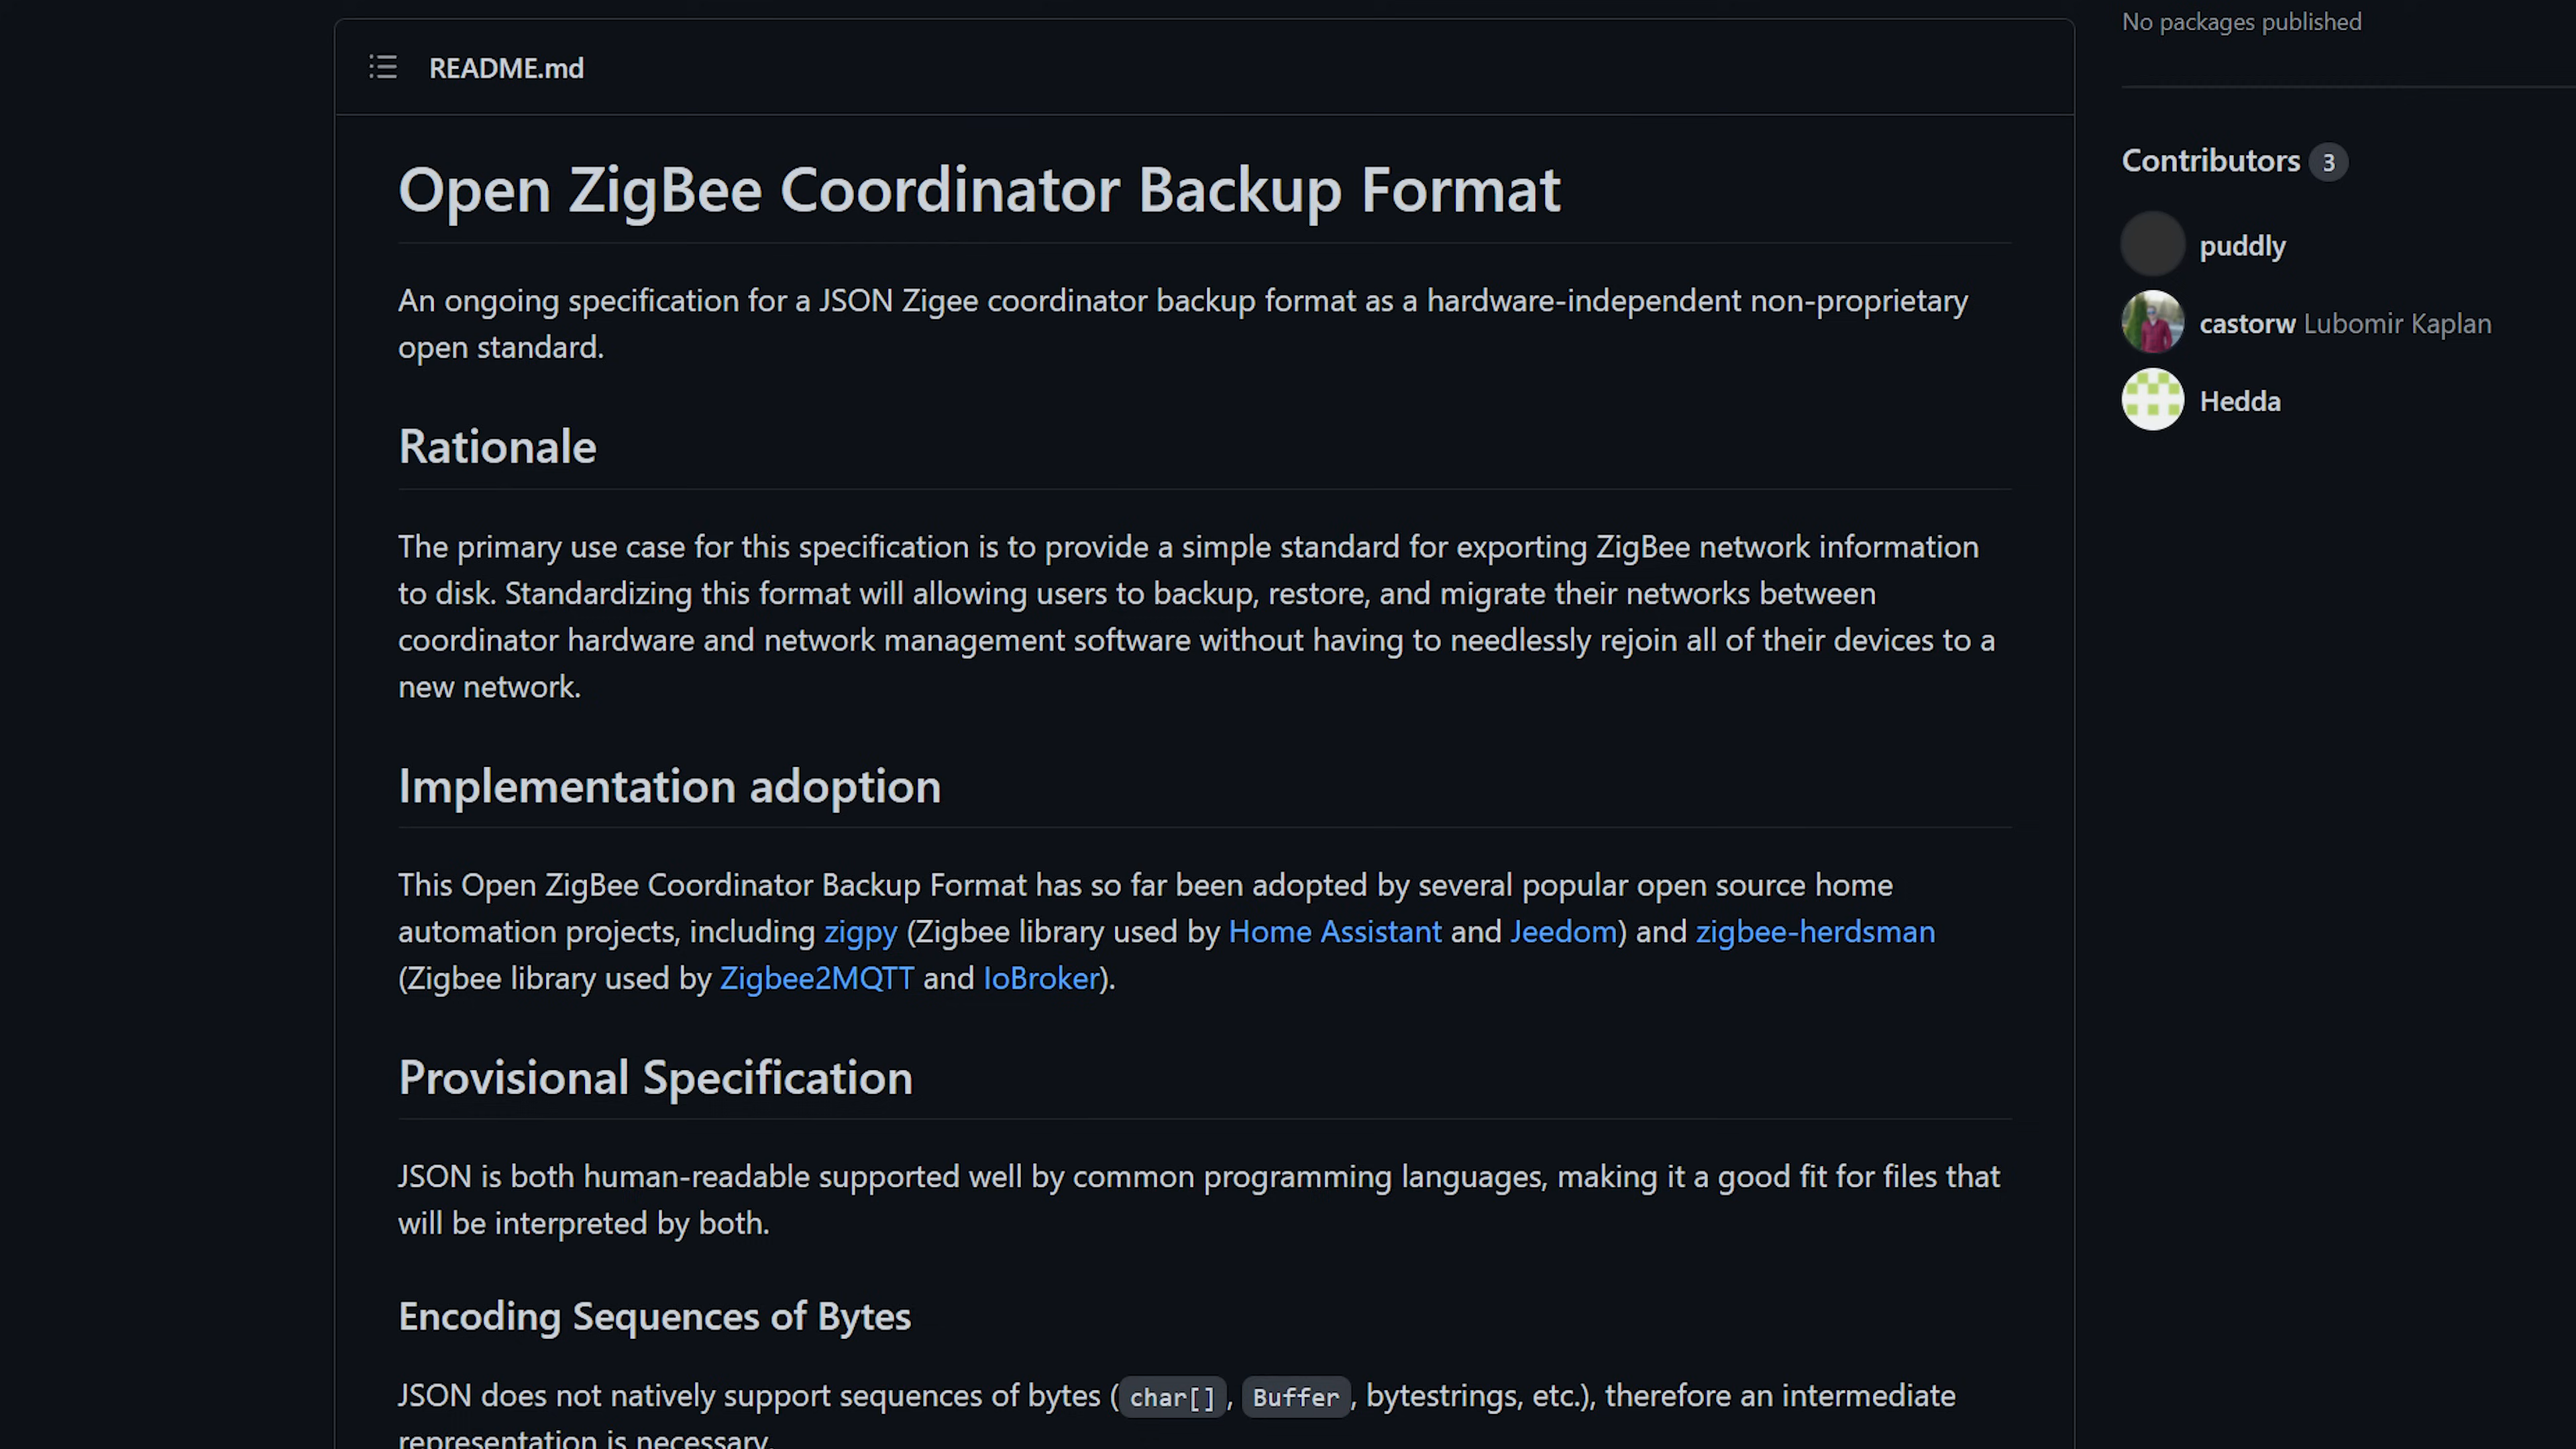 No packages published
README.md
Open ZigBee Coordinator Backup Format
An ongoing specification for a JSON Zigee coordinator backup format as a hardware-independent non-proprietary
open standard.
Rationale
The primary use case for this specification is to provide a simple standard for exporting ZigBee network information
to disk. Standardizing this format will allowing users to backup, restore, and migrate their networks between
coordinator hardware and network management software without having to needlessly rejoin all of their devices to a
new network.
Implementation adoption
This Open ZigBee Coordinator Backup Format has so far been adopted by several popular open source home
automation projects, including zigpy (Zigbee library used by Home Assistant and Jeedom) and zigbee-herdsman
(Zigbee library used by Zigbee2MQTT and IoBroker).
Provisional Specification
JSON is both human-readable supported well by common programming languages, making it a good fit for files that
will be interpreted by both.
Encoding Sequences of Bytes
JSON does not natively support sequences of bytes (char[], Buffer, bytestrings, etc.), therefore an intermediate
representation is necessary.
Contributors 3
puddly
castorw Lubomir Kaplan
Hedda